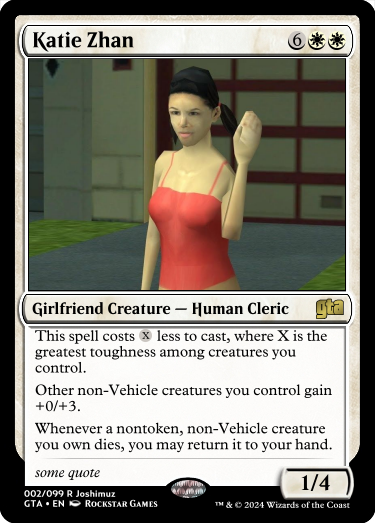 Katie Zhan 6
Girlfriend Creature — Human Cleric gta
This spell costs X less to cast, where X is the
greatest toughness among creatures you
control.
Other non-Vehicle creatures you control gain
+0/+3.
Whenever a nontoken, non-Vehicle creature
you own dies, you may return it to your hand.
some quote
1/4
002/099 R Joshimuz
GTA • EN Rockstar Games
™ & © 2024 Wizards of the Coast